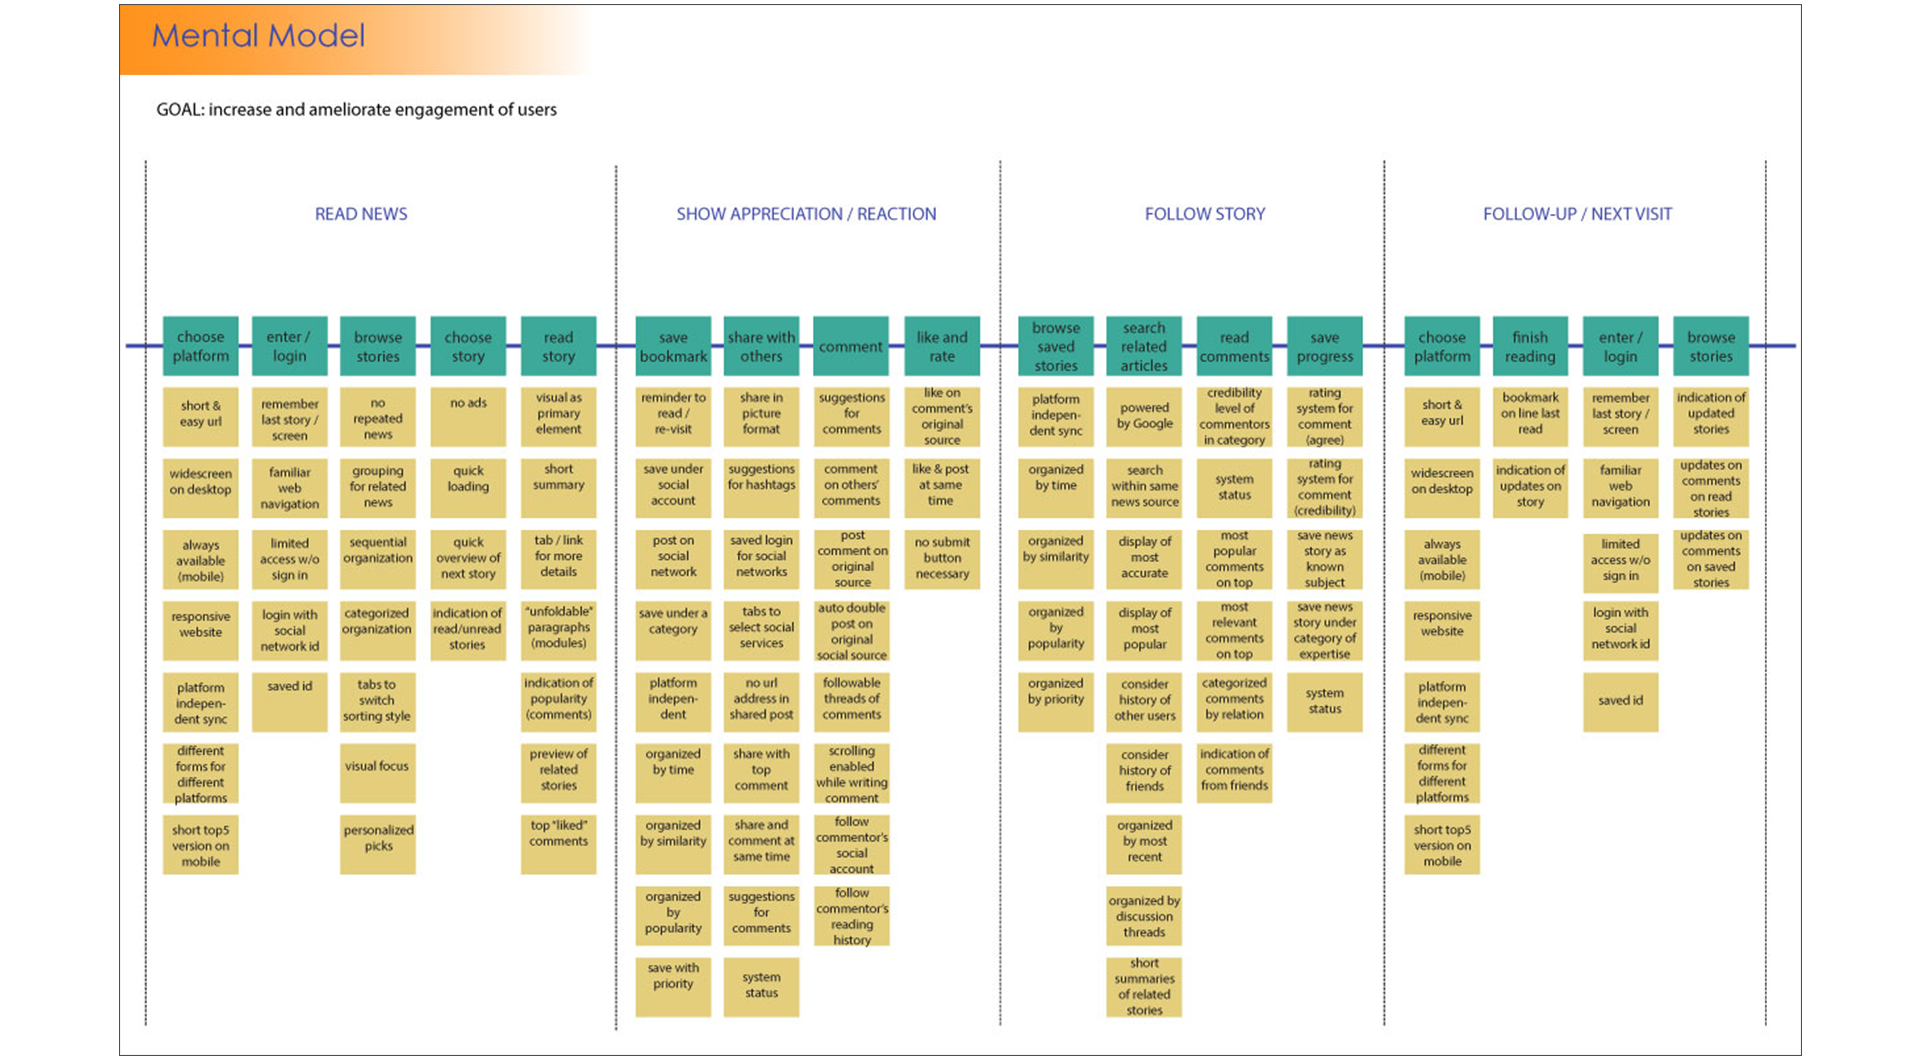 Mental Model
GOAL: increase and ameliorate engagement of users
READ NEWS
choose
platform
short &
easy url
widescreen
on desktop
always
available
(mobile)
responsive
website
platform
indepen-
dent sync
different
forms for
different
platforms
short top5
version on
mobile
enter /
login
remember
last story /
screen
familiar
web
navigation
limited
access w/o
sign in
login with
social
network id
saved id
browse
stories
no
repeated
news
grouping
for related
news
sequential
organization
categorized
organization
tabs to
switch
sorting style
visual focus
personalized
picks
choose
story
no ads
quick
loading
quick
overview of
next story
indication of
read/unread
stories
read
story
visual as
primary
element
short
summary
tab / link
for more
details
"unfoldable"
paragraphs
(modules)
indication of
popularity
(comments)
preview of
related
stories
top "liked"
comments
SHOW APPRECIATION / REACTION
save
bookmark
reminder to
read /
re-visit
save under
social
account
post on
social
network
save under a
category
platform
indepen-
dent
organized
by time
organized
by similarity
organized
by
popularity
save with
priority
share with
others
share in
picture
format
suggestions
for hashtags
saved login
for social
networks
tabs to
select social
services
no url
address in
shared post
share with
top
comment
share and
comment at
same time
suggestions
for
comments
system
status
comment
suggestions
for
comments
comment
on others'
comments
post
comment on
original
source
auto double
post on
original
social source
followable
threads of
comments
scrolling
enabled
while writing
comment
follow
commentor's
social
account
follow
commentor's
reading
history
like and
rate
like on
comment's
original
source
like & post
at same
time
no submit
button
necessary
FOLLOW STORY
browse
saved
stories
platform
indepen-
dent sync
organized
by time
organized
by similarity
organized
by
popularity
organized
by priority
search
related
articles
powered
by Google
search
within same
news source
display of
most
accurate
display of
most
popular
consider
history of
other users
consider
history of
friends
organized
by most
recent
organized by
discussion
threads
short
summaries
of related
stories
read
comments
credibility
level of
commentors
in category
system
status
most
popular
comments
on top
most
relevant
comments
on top
categorized
comments
by relation
indication of
comments
from friends
save
progress
rating
system for
comment
(agree)
rating
system for
comment
(credibility)
save news
story as
known
subject
save news
story under
category of
expertise
system
status
FOLLOW-UP / NEXT VISIT
choose
platform
short &
easy url
widescreen
on desktop
always
available
(mobile)
responsive
website
platform
indepen-
dent sync
different
forms for
different
platforms
short top5
version on
mobile
finish
reading
bookmark
on line last
read
indication of
updates on
story
enter /
login
remember
last story /
screen
familiar
web
navigation
limited
access w/o
sign in
login with
social
network id
saved id
browse
stories
indication of
updated
stories
updates on
comments
on read
stories
updates on
comments
on saved
stories